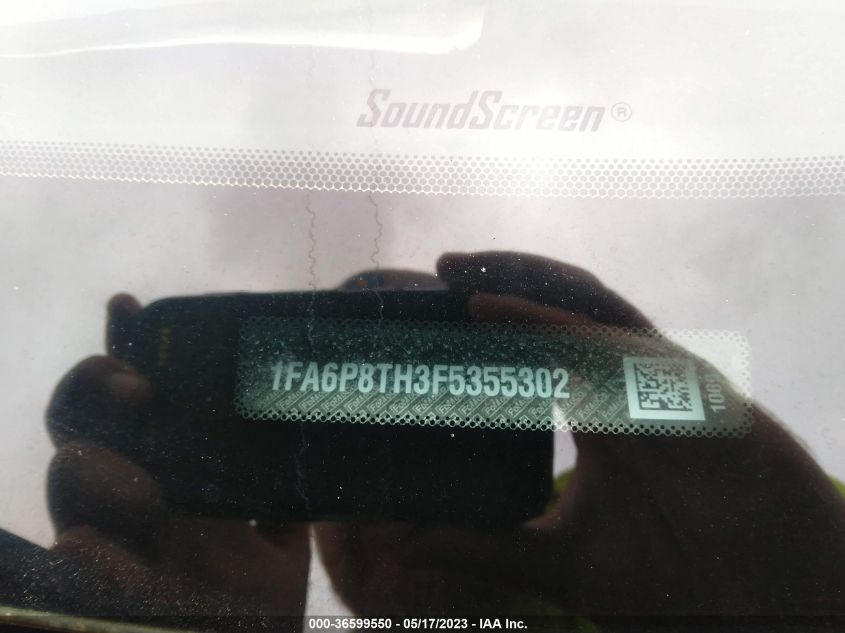 SoundScreen®
1FA6P8TH3F5355302
000-36599550 - 05/17/2023 - IAA Inc.